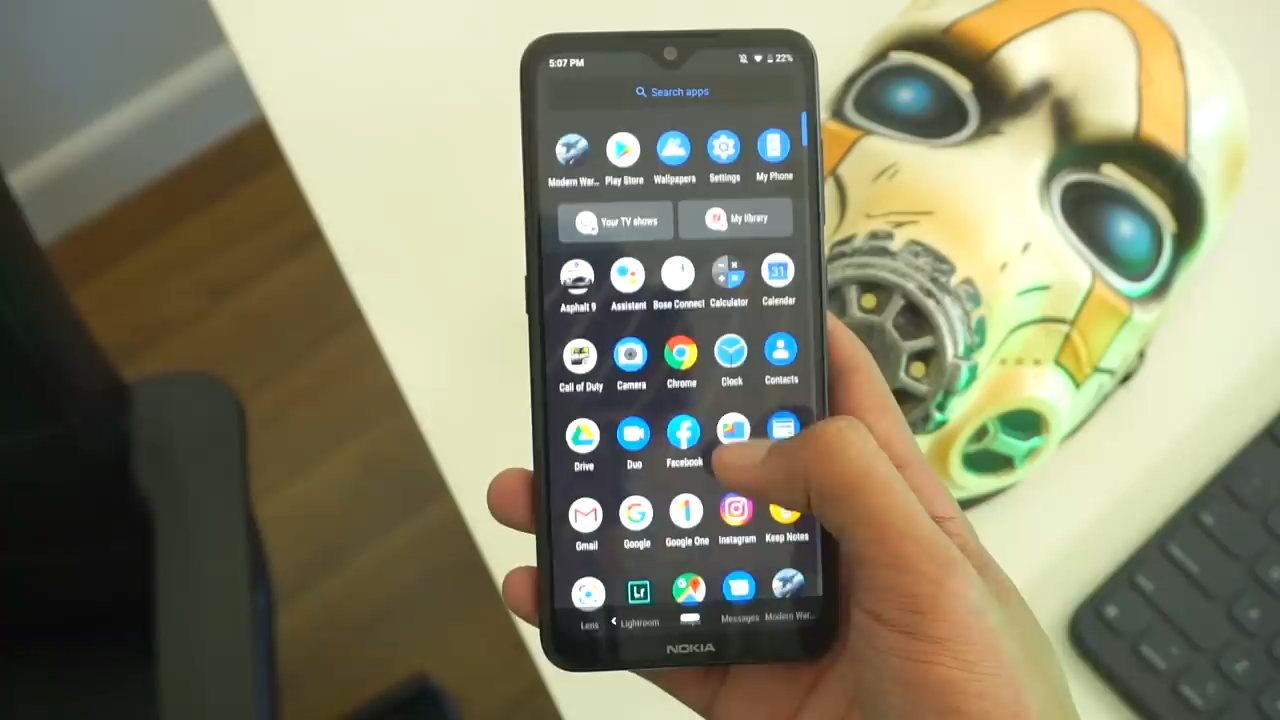 5:07 PM 22%
Search apps
Modern War... Play Store Wallpapers Settings My Phone
Your TV shows My library
31
Asphalt 9 Assistant Bose Connect Calculator Calendar
Call of Duty Camera Chrome Clock Contacts
Drive Duo Facebook
Gmail Google Google One Instagram Keep Notes
Lr
Lens Lightroom Maps Messages Modern War...
NOKIA